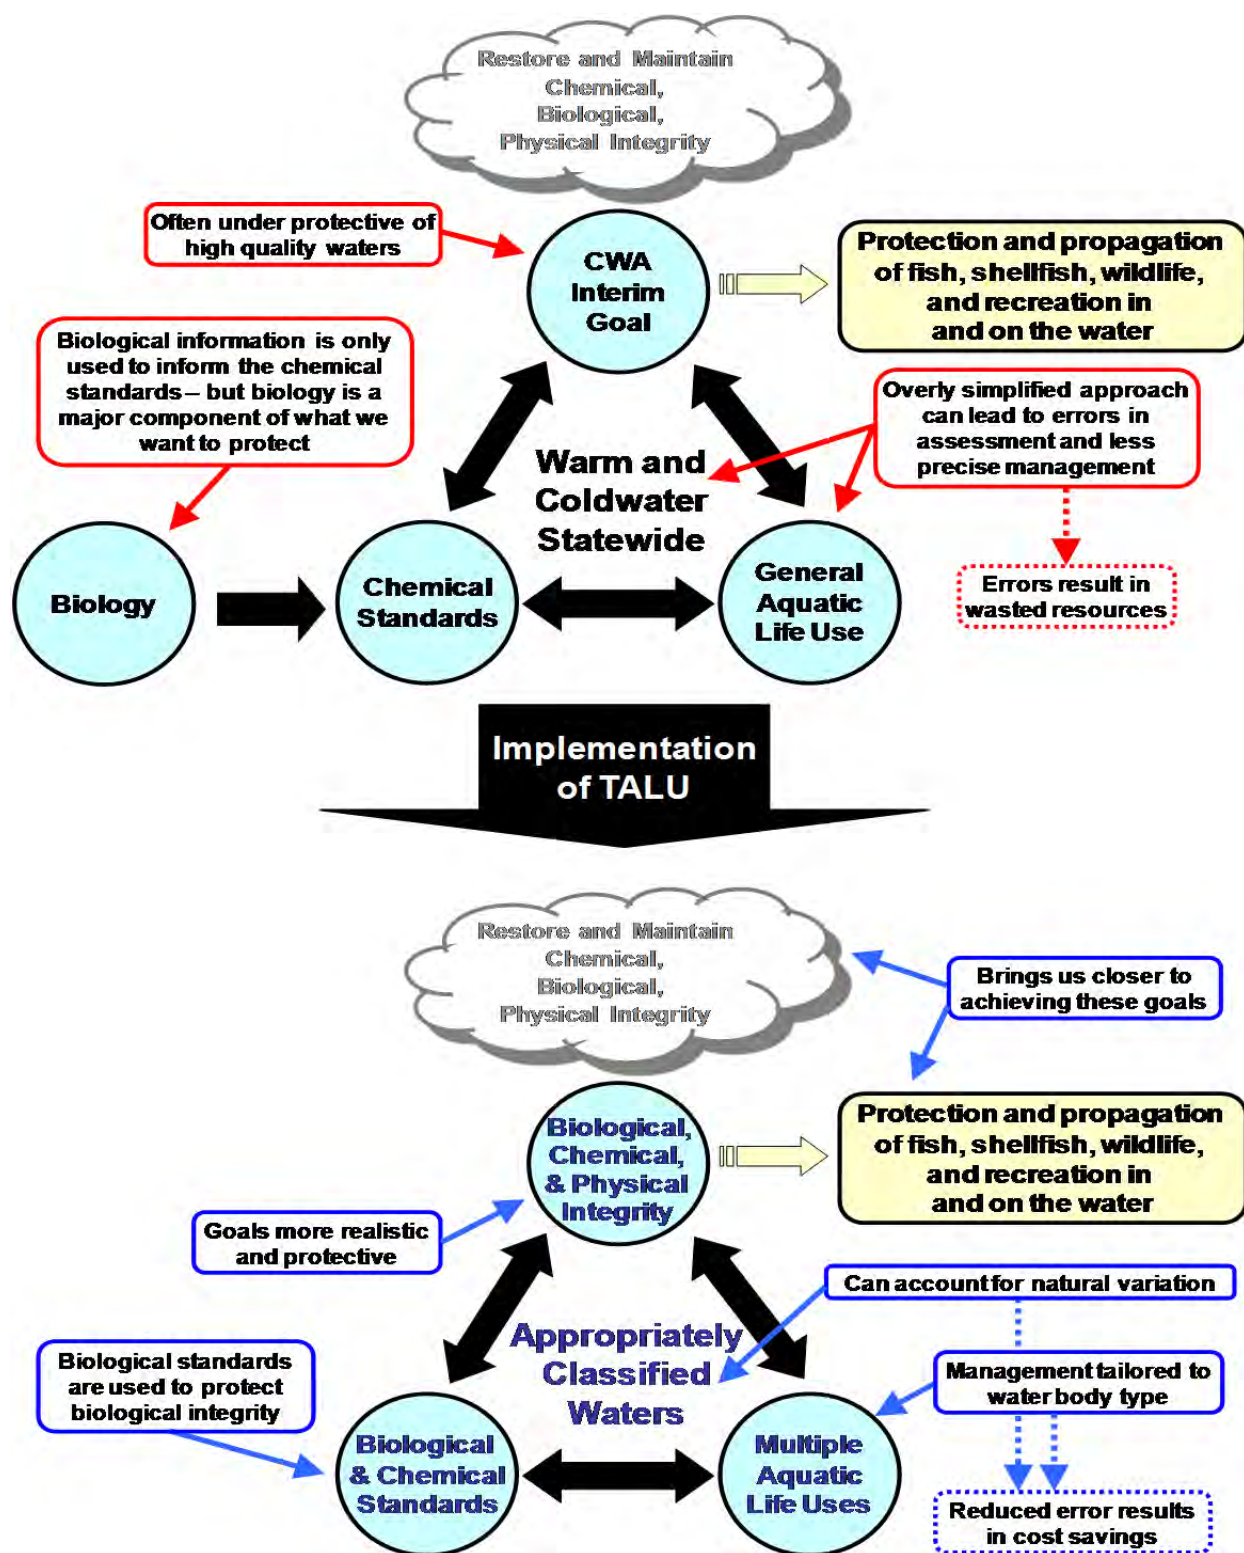 Restore and Maintain
Chemical,
Biological,
Physical Integrity
Often under protective of
high quality waters
CWA
Interim
Goal
Protection and propagation
of fish, shellfish, wildlife,
and recreation in
and on the water
Biological information is only
used to inform the chemical
standards – but biology is a
major component of what we
want to protect
Overly simplified approach
can lead to errors in
assessment and less
precise management
Warm and
Coldwater
Statewide
Biology
Chemical
Standards
General
Aquatic
Life Use
Errors result in
wasted resources
Implementation
of TALU
Restore and Maintain
Chemical,
Biological,
Physical Integrity
Brings us closer to
achieving these goals
Biological,
Chemical,
& Physical
Integrity
Protection and propagation
of fish, shellfish, wildlife,
and recreation in
and on the water
Goals more realistic
and protective
Can account for natural variation
Appropriately
Classified
Waters
Biological standards
are used to protect
biological integrity
Management tailored to
water body type
Biological
& Chemical
Standards
Multiple
Aquatic
Life Uses
Reduced error results
in cost savings